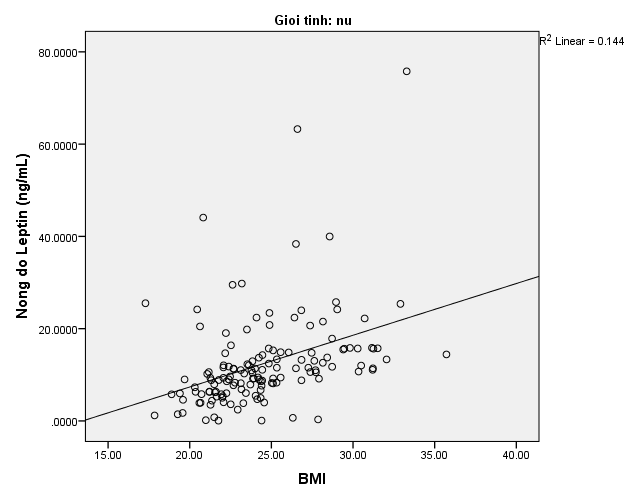 Gioi tinh: nu
R² Linear = 0.144
Nong do Leptin (ng/mL)
80.0000
60.0000
40.0000
20.0000
.0000
15.00 20.00 25.00 30.00 35.00 40.00
BMI